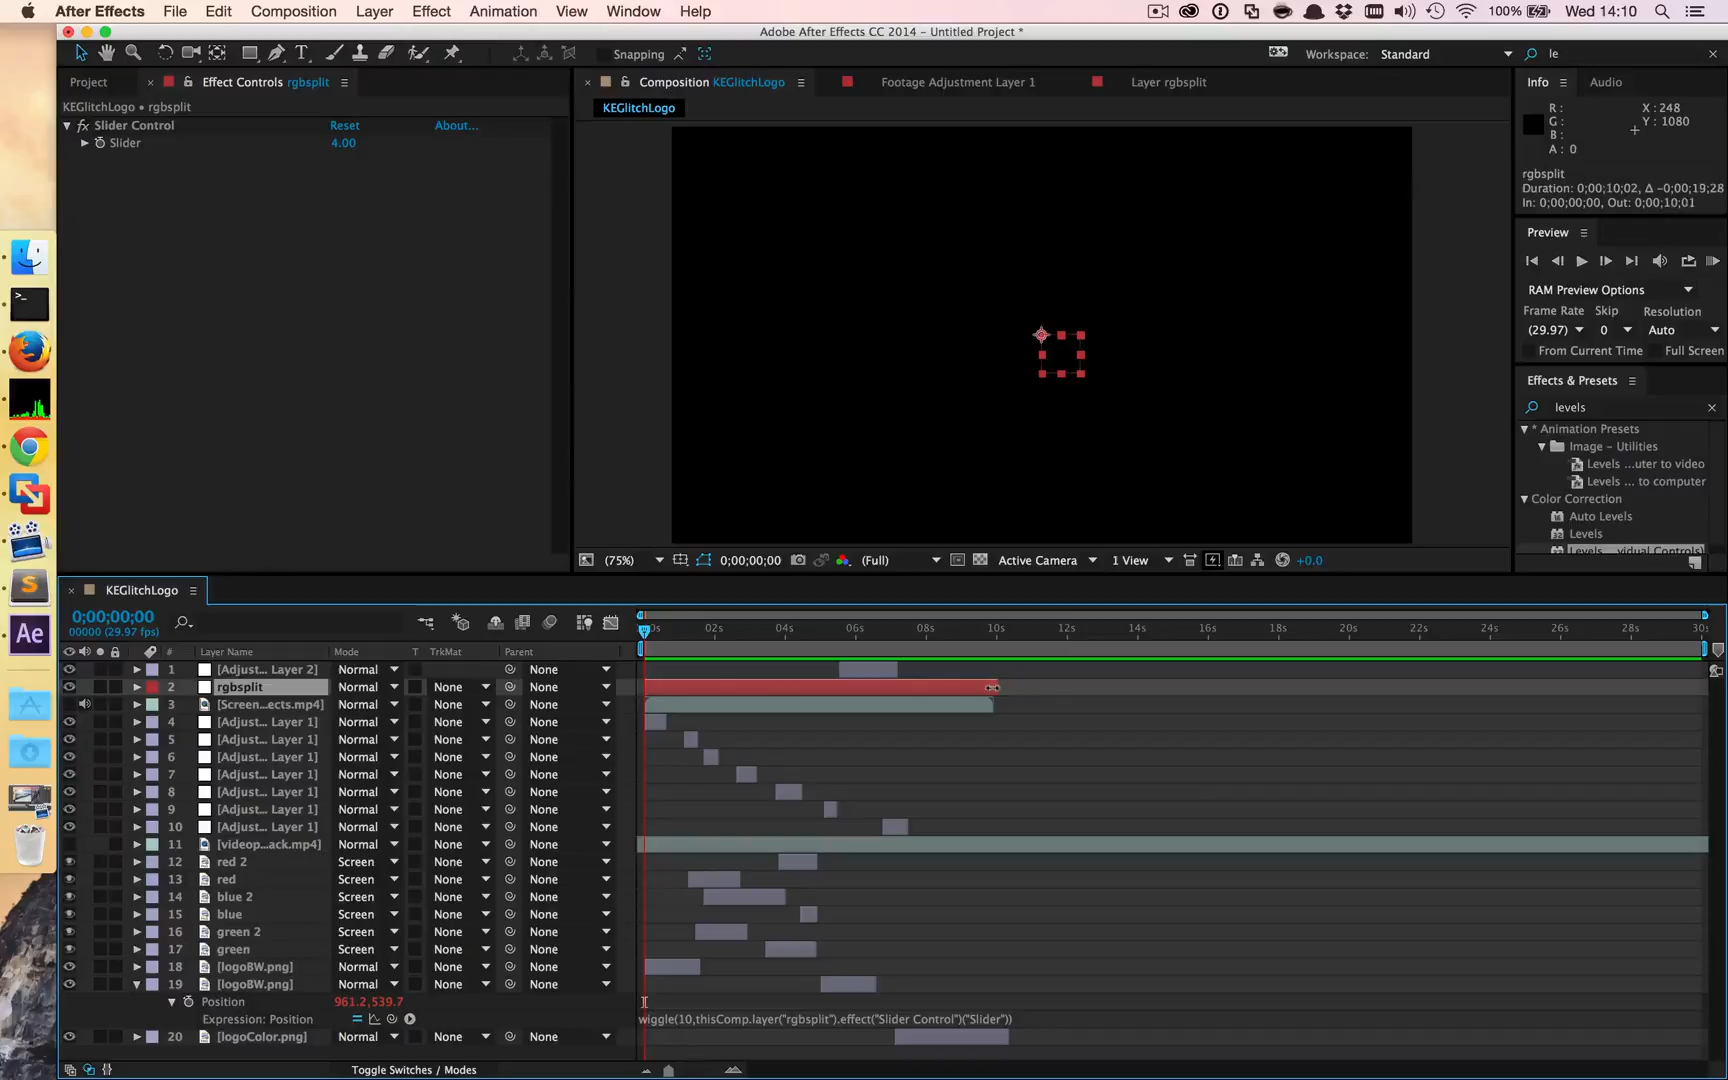 After Effects File Edit Composition Layer Effect Animation View Window Help 100% Wed 14:10
Adobe After Effects CC 2014 - Untitled Project *
Snapping Workspace: Standard le
Project Effect Controls rgbsplit Composition KEGlitchLogo Footage Adjustment Layer 1 Layer rgbsplit Info Audio
KEGlitchLogo • rgbsplit KEGlitchLogo R: X: 248
fx Slider Control Reset About... G: Y: 1080
Slider 4.00 B:
A: 0
rgbsplit
Duration: 0;00;10;02, Δ -0;00;19;28
In: 0;00;00;00, Out: 0;00;10;01
Preview
RAM Preview Options
Frame Rate Skip Resolution
(29.97) 0 Auto
From Current Time Full Screen
Effects & Presets
levels
* Animation Presets
Image - Utilities
Levels ...uter to video
Levels ... to computer
Color Correction
Auto Levels
Levels
Levels ...vidual Controls)
(75%) 0;00;00;00 (Full) Active Camera 1 View +0.0
KEGlitchLogo
0;00;00;00
00000 (29.97 fps) 02s 04s 06s 08s 10s 12s 14s 16s 18s 20s 22s 24s 26s 28s 30s
# Layer Name Mode T TrkMat Parent
1 [Adjust... Layer 2] Normal None
2 rgbsplit Normal None None
3 [Screen...ects.mp4] Normal None None
4 [Adjust... Layer 1] Normal None None
5 [Adjust... Layer 1] Normal None None
6 [Adjust... Layer 1] Normal None None
7 [Adjust... Layer 1] Normal None None
8 [Adjust... Layer 1] Normal None None
9 [Adjust... Layer 1] Normal None None
10 [Adjust... Layer 1] Normal None None
11 [videop...ack.mp4] Normal None None
12 red 2 Screen None None
13 red Screen None None
14 blue 2 Screen None None
15 blue Screen None None
16 green 2 Screen None None
17 green Screen None None
18 [logoBW.png] Normal None None
19 [logoBW.png] Normal None None
Position 961.2,539.7
Expression: Position wiggle(10,thisComp.layer("rgbsplit").effect("Slider Control")("Slider"))
20 [logoColor.png] Normal None None
Toggle Switches / Modes
Ae